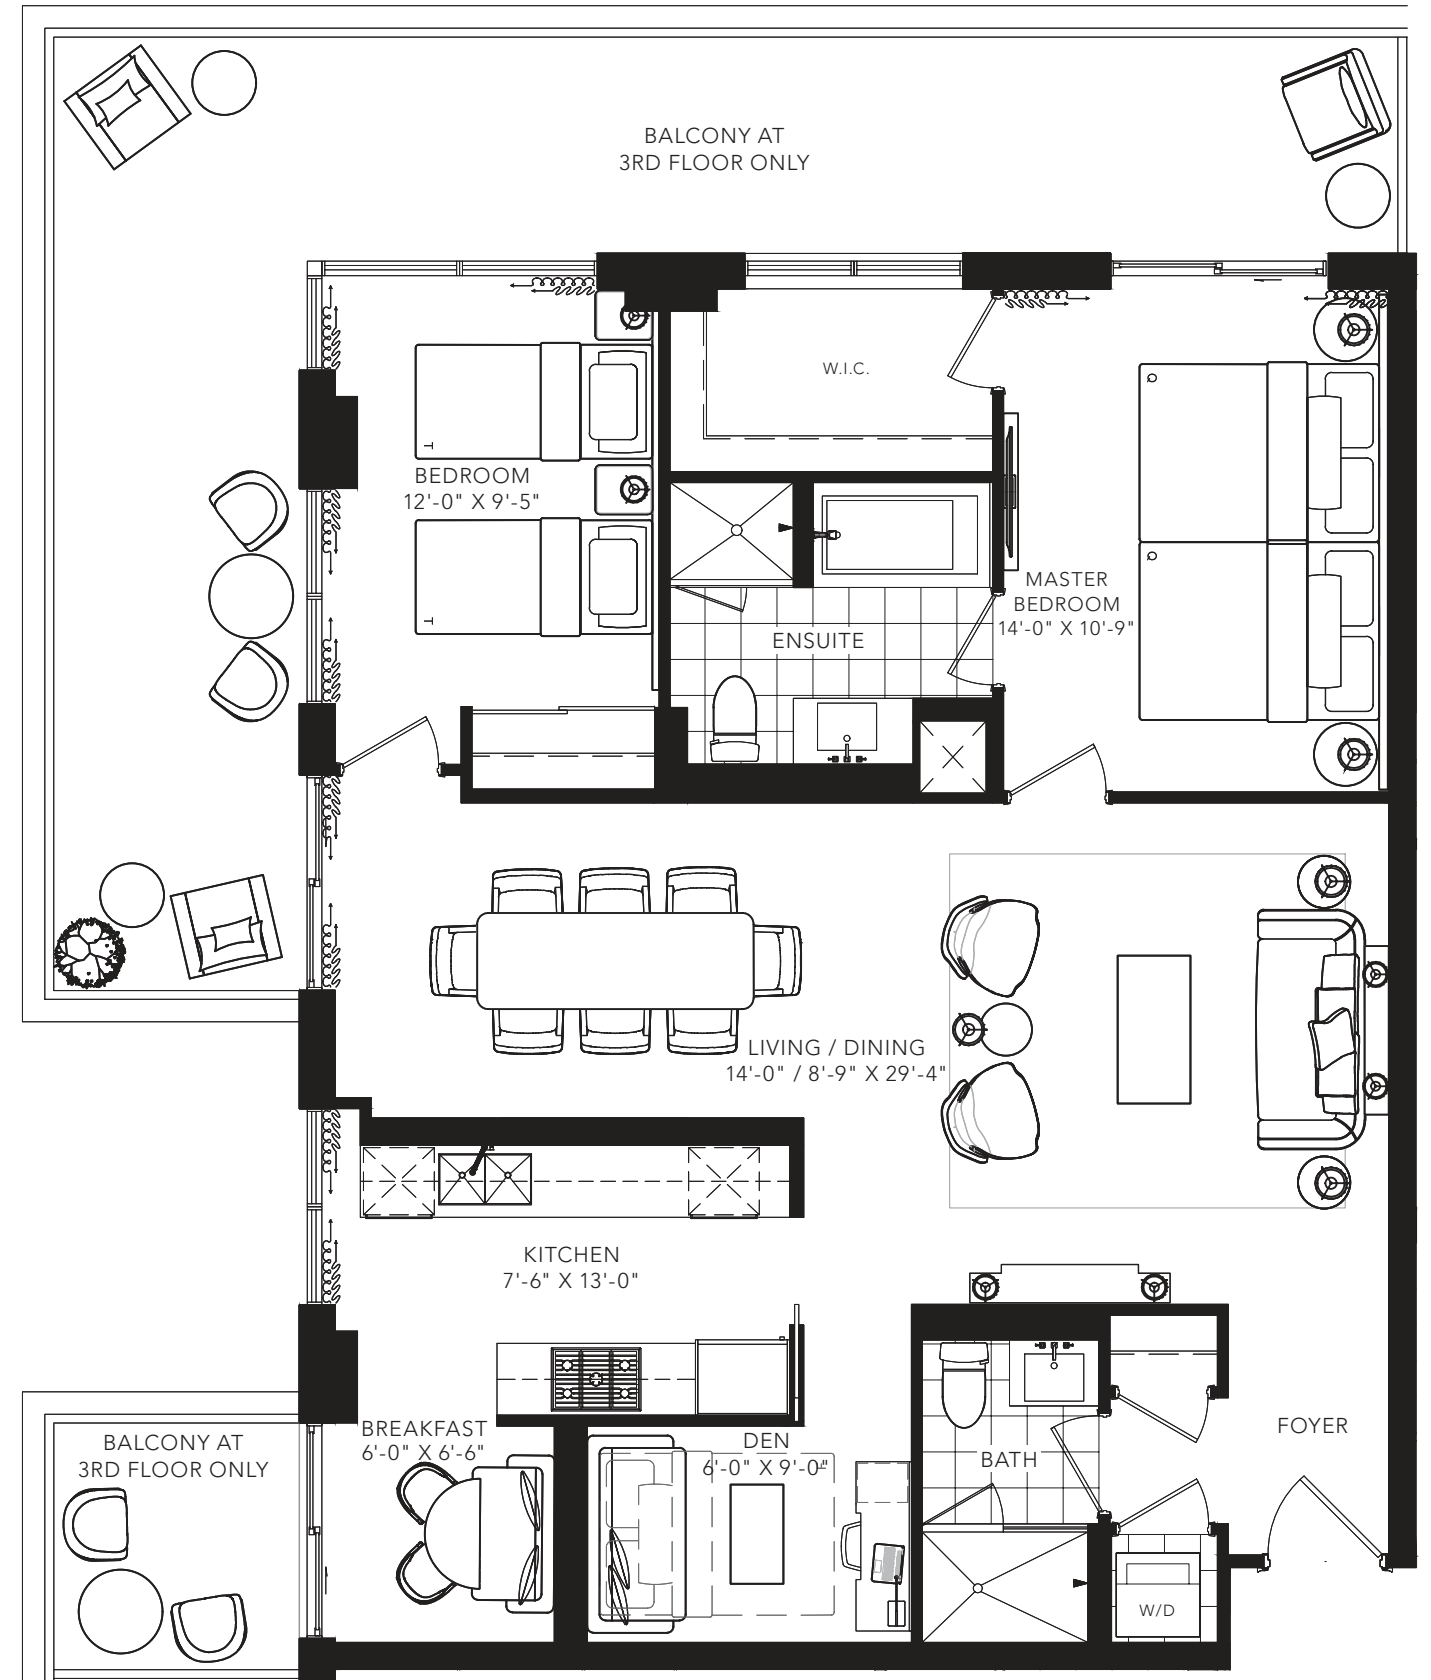 BALCONY AT
3RD FLOOR ONLY
W.I.C.
BEDROOM
12'-0" X 9'-5"
MASTER
BEDROOM
14'-0" X 10'-9"
ENSUITE
LIVING / DINING
14'-0" / 8'-9" X 29'-4"
KITCHEN
7'-6" X 13'-0"
BREAKFAST
6'-0" X 6'-6"
DEN
6'-0" X 9'-0"
BATH
FOYER
BALCONY AT
3RD FLOOR ONLY
W/D